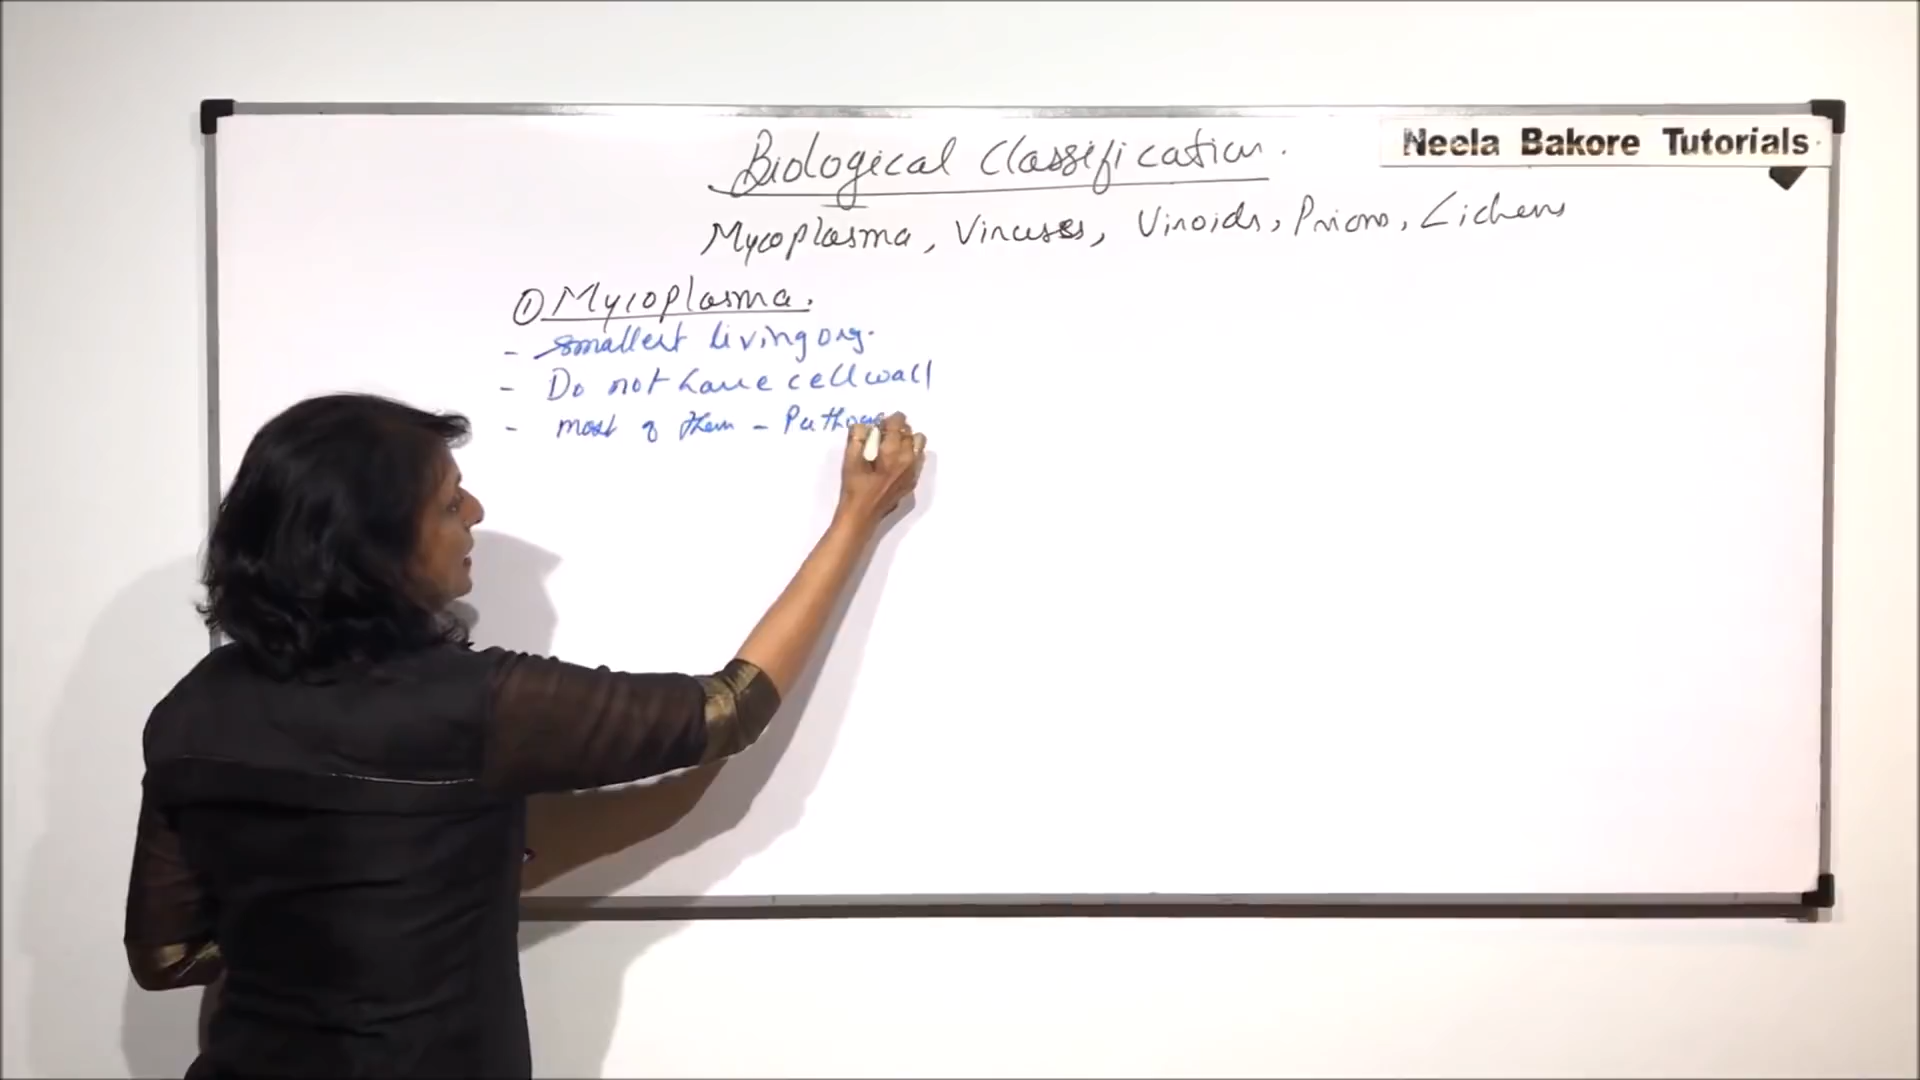 Biological Classification.
Neela Bakore Tutorials
Mycoplasma, Viruses, Viroids, Prions, Lichens
① Mycoplasma.
- smallest living org.
- Do not have cell wall
- most of them - Pathoge